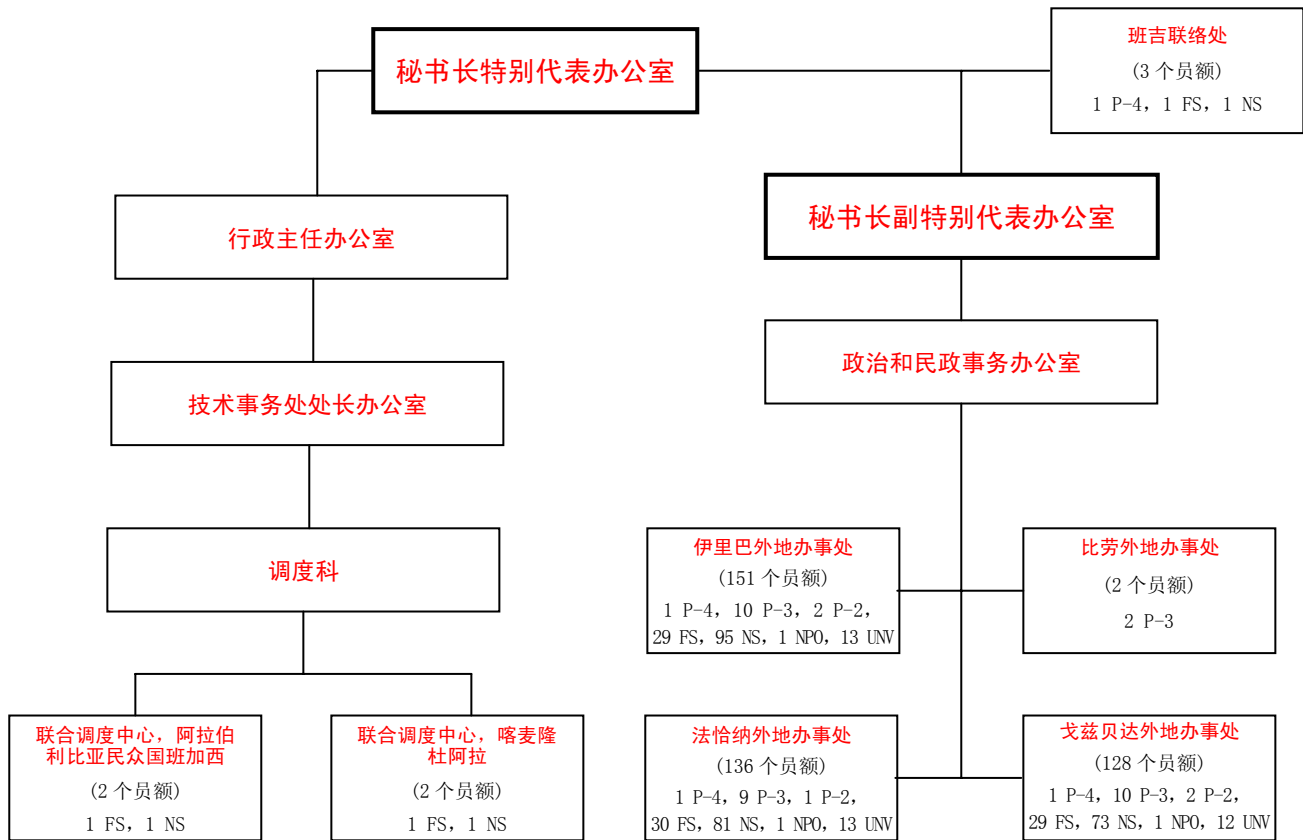 秘书长特别代表办公室
班吉联络处
(3 个员额)
1 P-4, 1 FS, 1 NS
行政主任办公室
秘书长副特别代表办公室
技术事务处处长办公室
政治和民政事务办公室
调度科
伊里巴外地办事处
(151 个员额)
1 P-4, 10 P-3, 2 P-2,
29 FS, 95 NS, 1 NPO, 13 UNV
比劳外地办事处
(2 个员额)
2 P-3
联合调度中心，阿拉伯
利比亚民众国班加西
(2 个员额)
1 FS, 1 NS
联合调度中心，喀麦隆
杜阿拉
(2 个员额)
1 FS, 1 NS
法恰纳外地办事处
(136 个员额)
1 P-4, 9 P-3, 1 P-2,
30 FS, 81 NS, 1 NPO, 13 UNV
戈兹贝达外地办事处
(128 个员额)
1 P-4, 10 P-3, 2 P-2,
29 FS, 73 NS, 1 NPO, 12 UNV